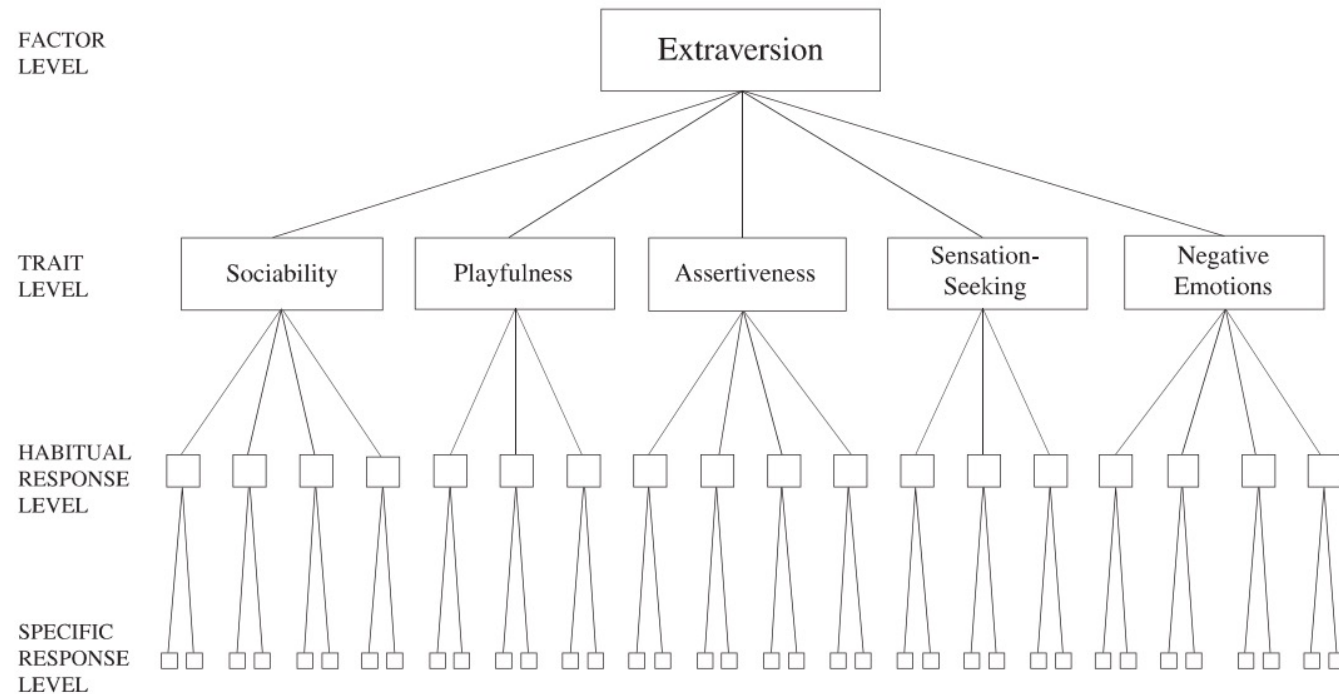 FACTOR
LEVEL
Extraversion
TRAIT
LEVEL
Sociability
Playfulness
Assertiveness
Sensation-
Seeking
Negative
Emotions
HABITUAL
RESPONSE
LEVEL
SPECIFIC
RESPONSE
LEVEL